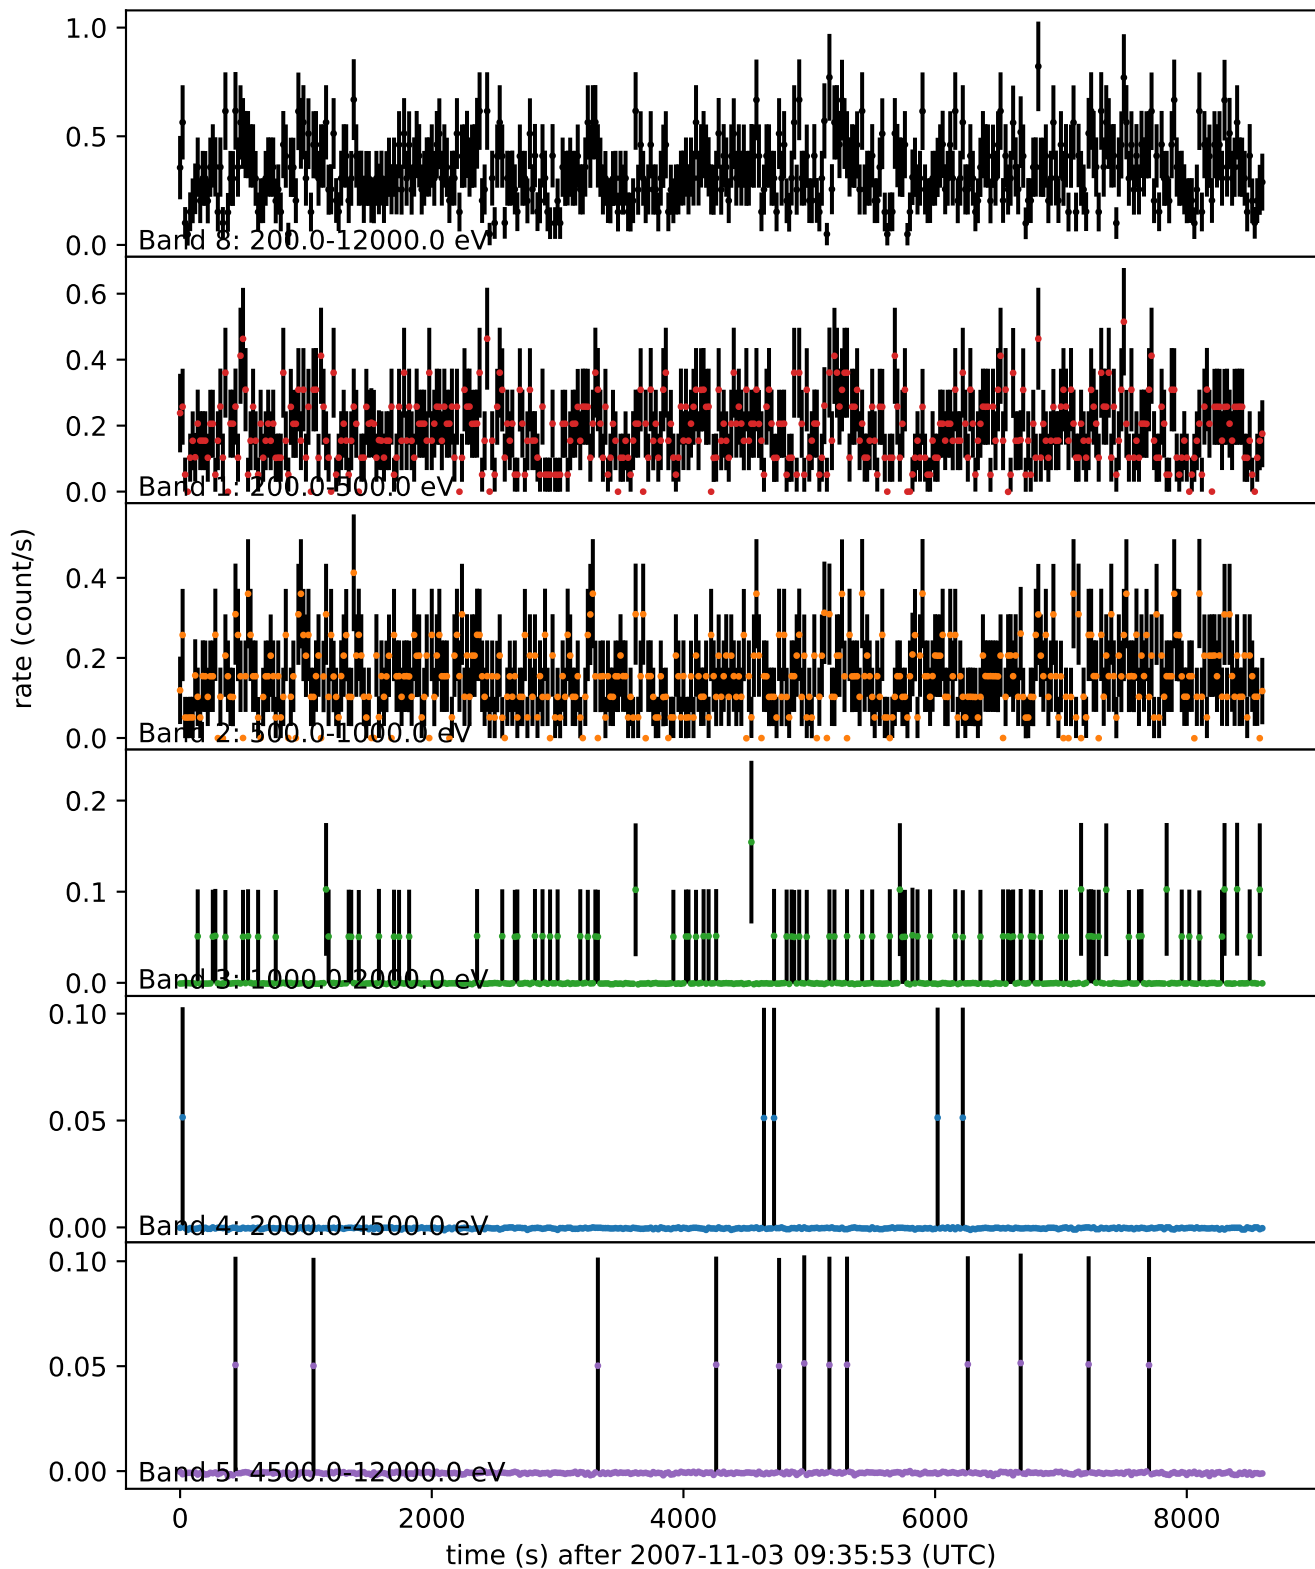 1.0
0.5
0.0
Band 8: 200.0-12000.0 eV
0.6
0.4
0.2
0.0
Band 1: 200.0-500.0 eV
rate (count/s)
0.4
0.2
0.0
Band 2: 500.0-1000.0 eV
0.2
0.1
0.0
Band 3: 1000.0-2000.0 eV
0.10
0.05
0.00
Band 4: 2000.0-4500.0 eV
0.10
0.05
0.00
Band 5: 4500.0-12000.0 eV
0 2000 4000 6000 8000
time (s) after 2007-11-03 09:35:53 (UTC)